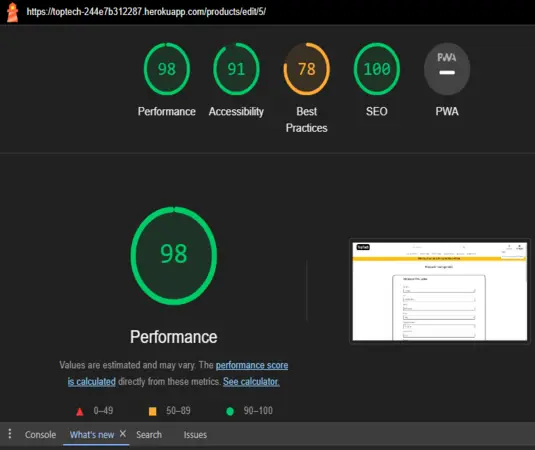 https://toptech-244e7b312287.herokuapp.com/products/edit/5/
98
91
78
100
PWA
Performance
Accessibility
Best
Practices
SEO
PWA
98
Performance
Values are estimated and may vary. The performance score
is calculated directly from these metrics. See calculator.
0–49
50–89
90–100
Console
What's new
Search
Issues